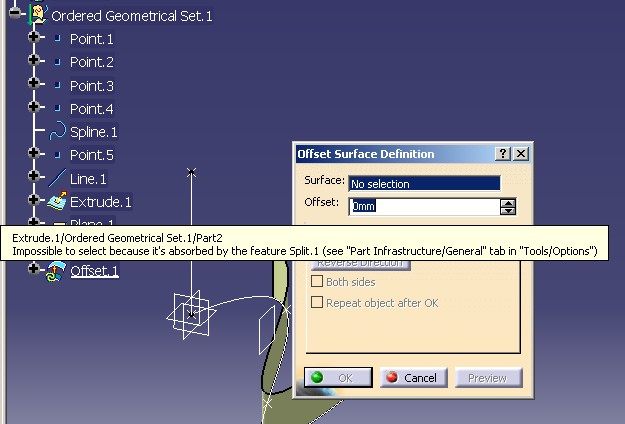 Ordered Geometrical Set.1
Point.1
Point.2
Point.3
Point.4
Spline.1
Point.5
Line.1
Extrude.1
Plane.1
Extrude.1/Ordered Geometrical Set.1/Part2
Impossible to select because it's absorbed by the feature Split.1 (see "Part Infrastructure/General" tab in "Tools/Options")
Offset.1
Offset Surface Definition
Surface: No selection
Offset: 0mm
Reverse Direction
Both sides
Repeat object after OK
OK Cancel Preview